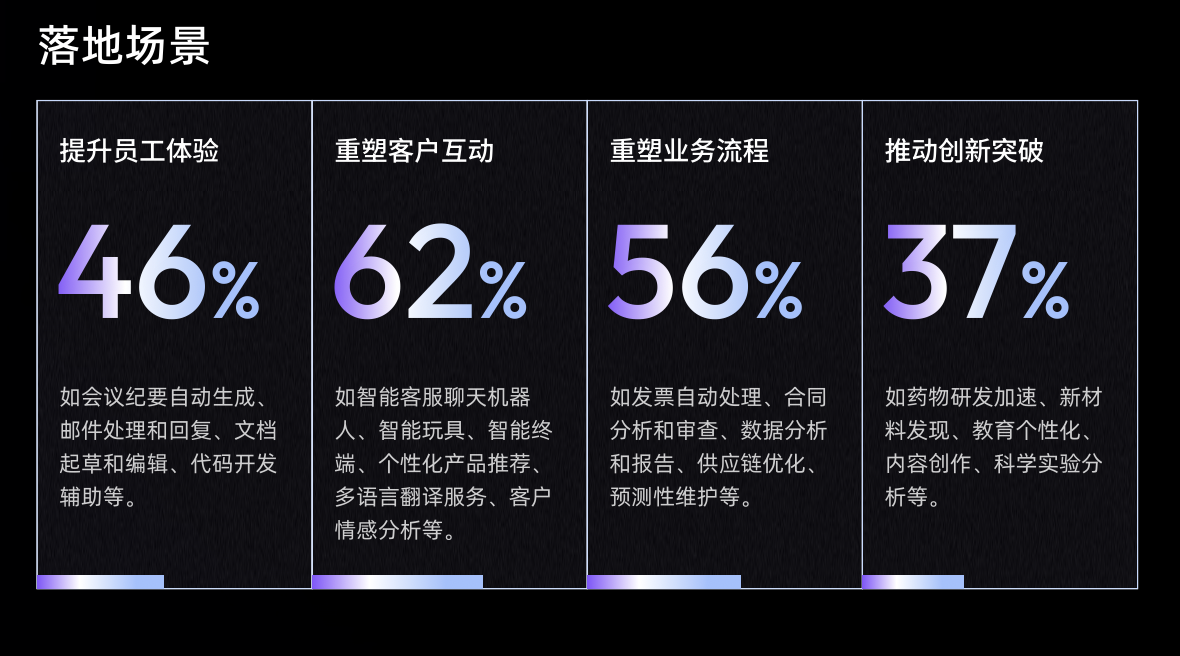 落地场景
提升员工体验
46%
如会议纪要自动生成、
邮件处理和回复、文档
起草和编辑、代码开发
辅助等。
重塑客户互动
62%
如智能客服聊天机器
人、智能玩具、智能终
端、个性化产品推荐、
多语言翻译服务、客户
情感分析等。
重塑业务流程
56%
如发票自动处理、合同
分析和审查、数据分析
和报告、供应链优化、
预测性维护等。
推动创新突破
37%
如药物研发加速、新材
料发现、教育个性化、
内容创作、科学实验分
析等。